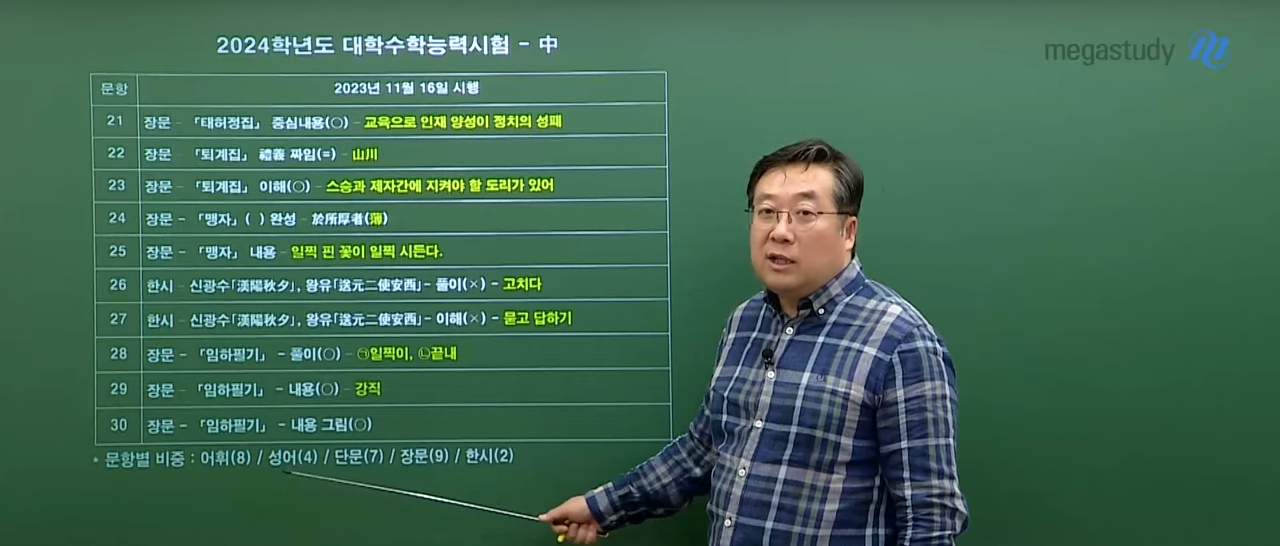 2024학년도 대학수학능력시험 - 中
megastudy
문항 2023년 11월 16일 시행
21 장문 - 「태허정집」 중심내용(○) - 교육으로 인재 양성이 정치의 성패
22 장문 - 「퇴계집」 禮義 짜임(=) - 山川
23 장문 - 「퇴계집」 이해(○) - 스승과 제자간에 지켜야 할 도리가 있어
24 장문 - 「맹자」 ( ) 완성 - 於所厚者(薄)
25 장문 - 「맹자」 내용 - 일찍 핀 꽃이 일찍 시든다.
26 한시 - 신광수「漢陽秋夕」, 왕유「送元二使安西」- 풀이(×) - 고치다
27 한시 - 신광수「漢陽秋夕」, 왕유「送元二使安西」- 이해(×) - 묻고 답하기
28 장문 - 「임하필기」 - 풀이(○) - ㉠일찍이, ㉡끝내
29 장문 - 「임하필기」 - 내용(○) - 강직
30 장문 - 「임하필기」 - 내용 그림(○)
* 문항별 비중 : 어휘(8) / 성어(4) / 단문(7) / 장문(9) / 한시(2)